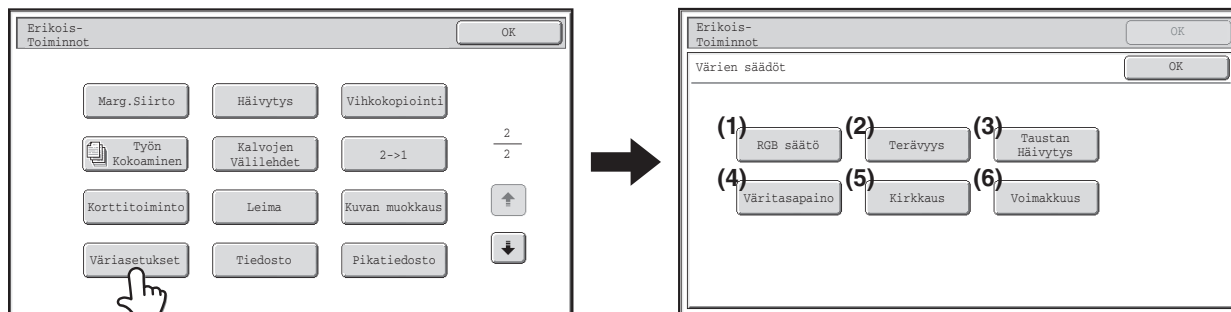 Erikois-
Toiminnot
OK
Marg.Siirto
Häivytys
Vihkokopiointi
Työn
Kokoaminen
Kalvojen
Välilehdet
2->1
2
2
Korttitoiminto
Leima
Kuvan muokkaus
Väriasetukset
Tiedosto
Pikatiedosto
Erikois-
Toiminnot
OK
Värien säädöt
OK
(1)
RGB säätö
(2)
Terävyys
(3)
Taustan
Häivytys
(4)
Väritasapaino
(5)
Kirkkaus
(6)
Voimakkuus